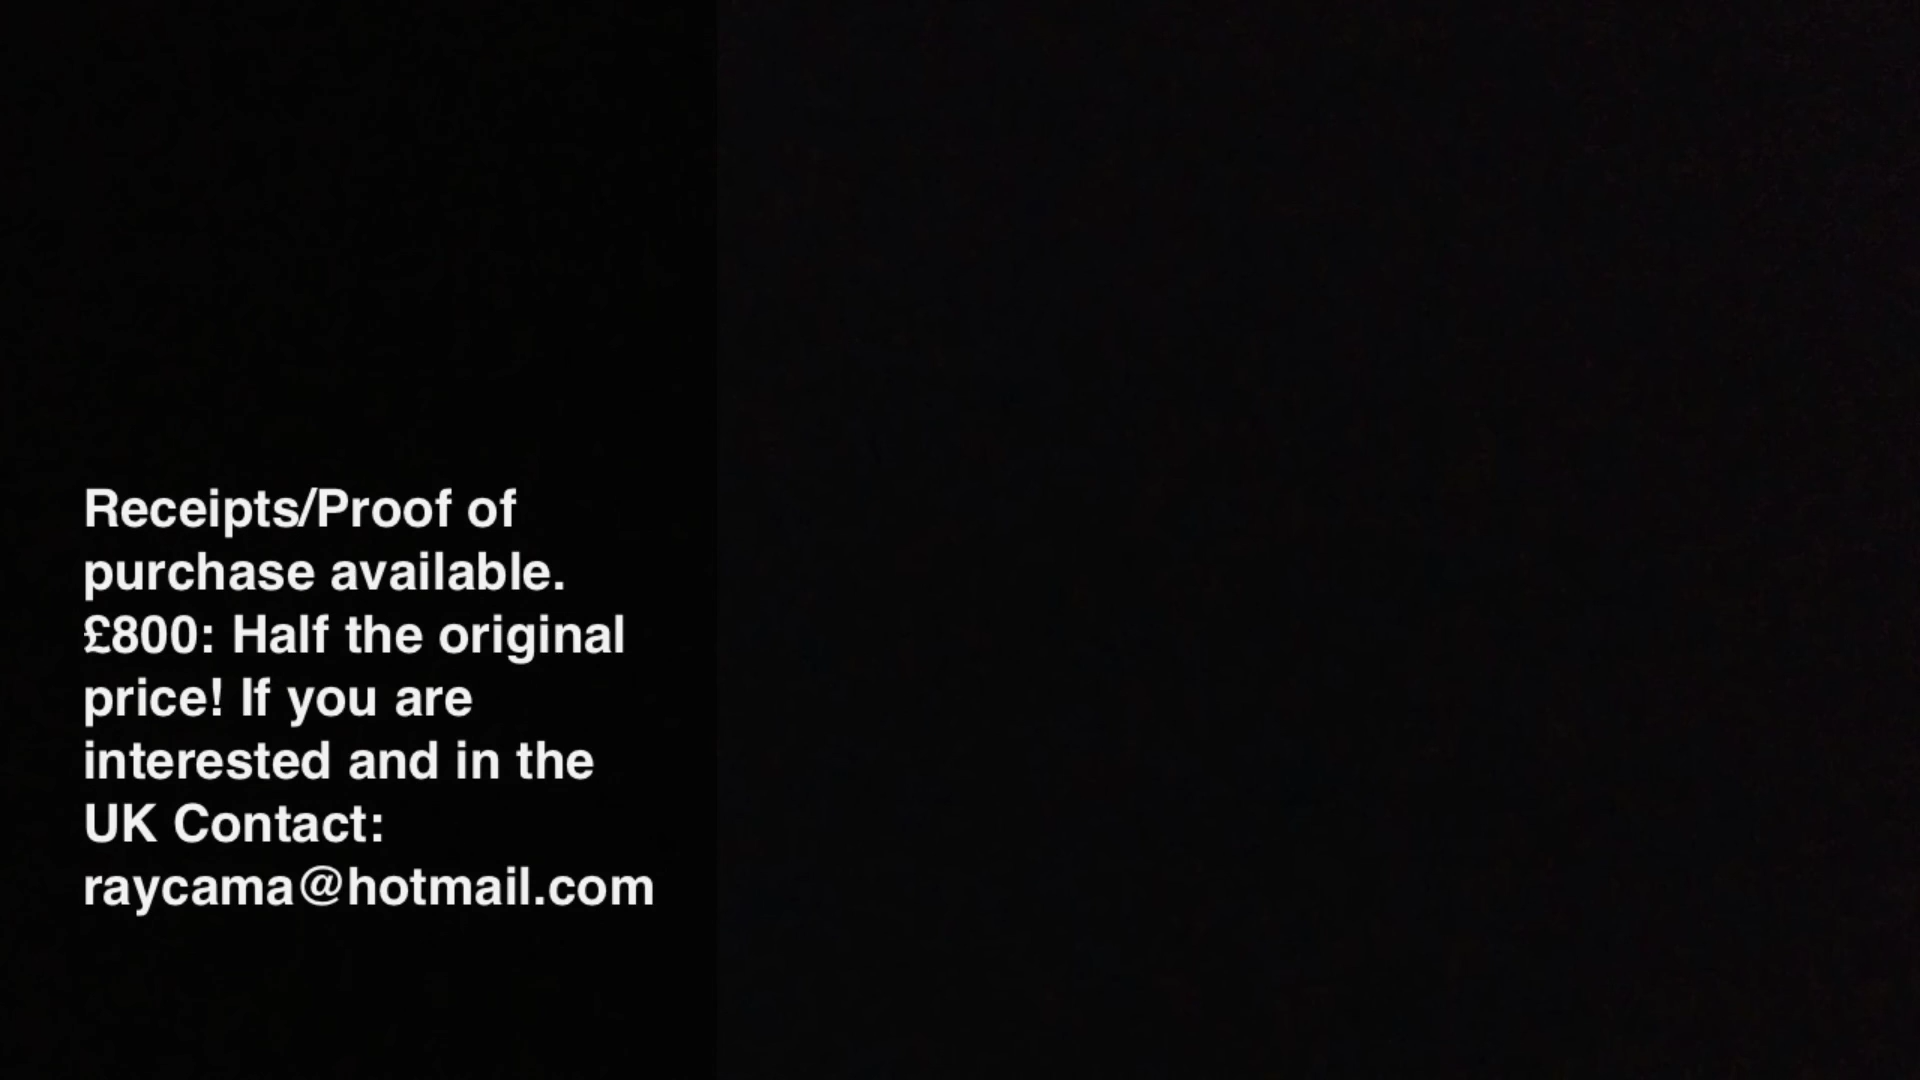 Receipts/Proof of
purchase available.
£800: Half the original
price! If you are
interested and in the
UK Contact:
raycama@hotmail.com